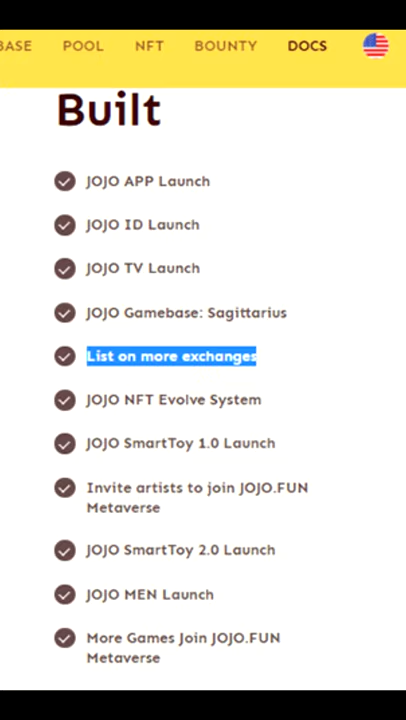 BASE POOL NFT BOUNTY DOCS
Built
JOJO APP Launch
JOJO ID Launch
JOJO TV Launch
JOJO Gamebase: Sagittarius
List on more exchanges
JOJO NFT Evolve System
JOJO SmartToy 1.0 Launch
Invite artists to join JOJO.FUN
Metaverse
JOJO SmartToy 2.0 Launch
JOJO MEN Launch
More Games Join JOJO.FUN
Metaverse